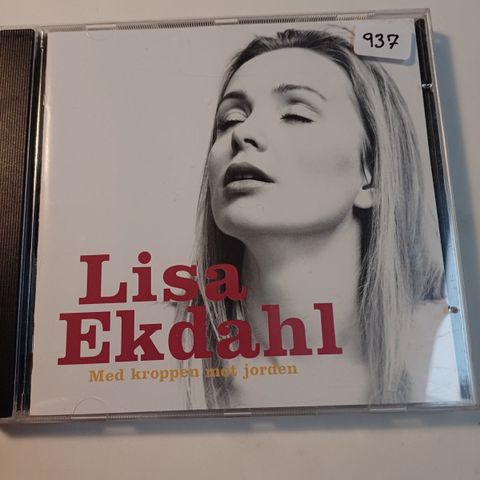 937
Lisa
Ekdahl
Med kroppen mot jorden